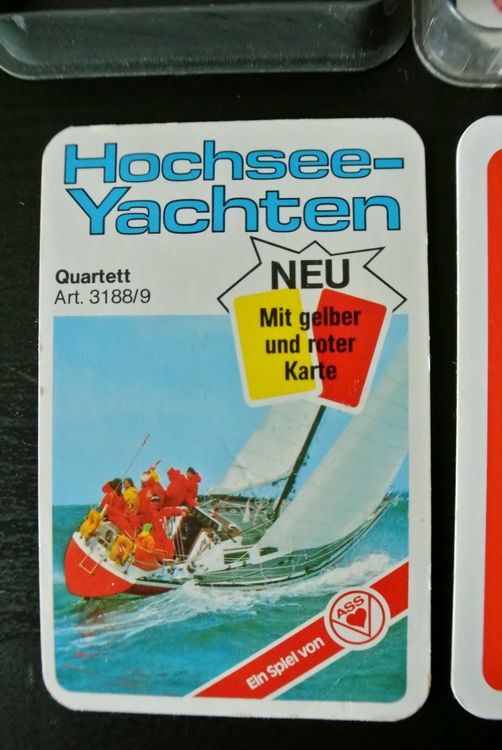 Hochsee-
Yachten
Quartett
Art. 3188/9
NEU
Mit gelber
und roter
Karte
Ein Spiel von
ASS